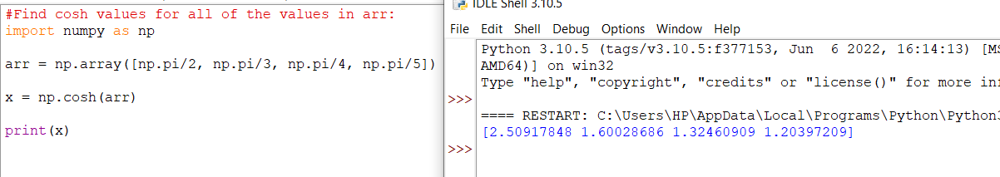 #Find cosh values for all of the values in arr:
import numpy as np
arr = np.array([np.pi/2, np.pi/3, np.pi/4, np.pi/5])
x = np.cosh(arr)
print(x)
IDLE Shell 3.10.5
File Edit Shell Debug Options Window Help
Python 3.10.5 (tags/v3.10.5:f377153, Jun  6 2022, 16:14:13) [MS
AMD64)] on win32
Type "help", "copyright", "credits" or "license()" for more inf
>>>
==== RESTART: C:\Users\HP\AppData\Local\Programs\Python\Python3
[2.50917848 1.60028686 1.32460909 1.20397209]
>>>